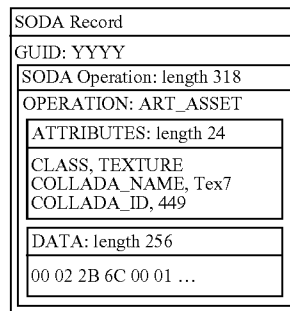 SODA Record
GUID: YYYY
SODA Operation: length 318
OPERATION: ART_ASSET
ATTRIBUTES: length 24
CLASS, TEXTURE
COLLADA_NAME, Tex7
COLLADA_ID, 449
DATA: length 256
00 02 2B 6C 00 01 ...